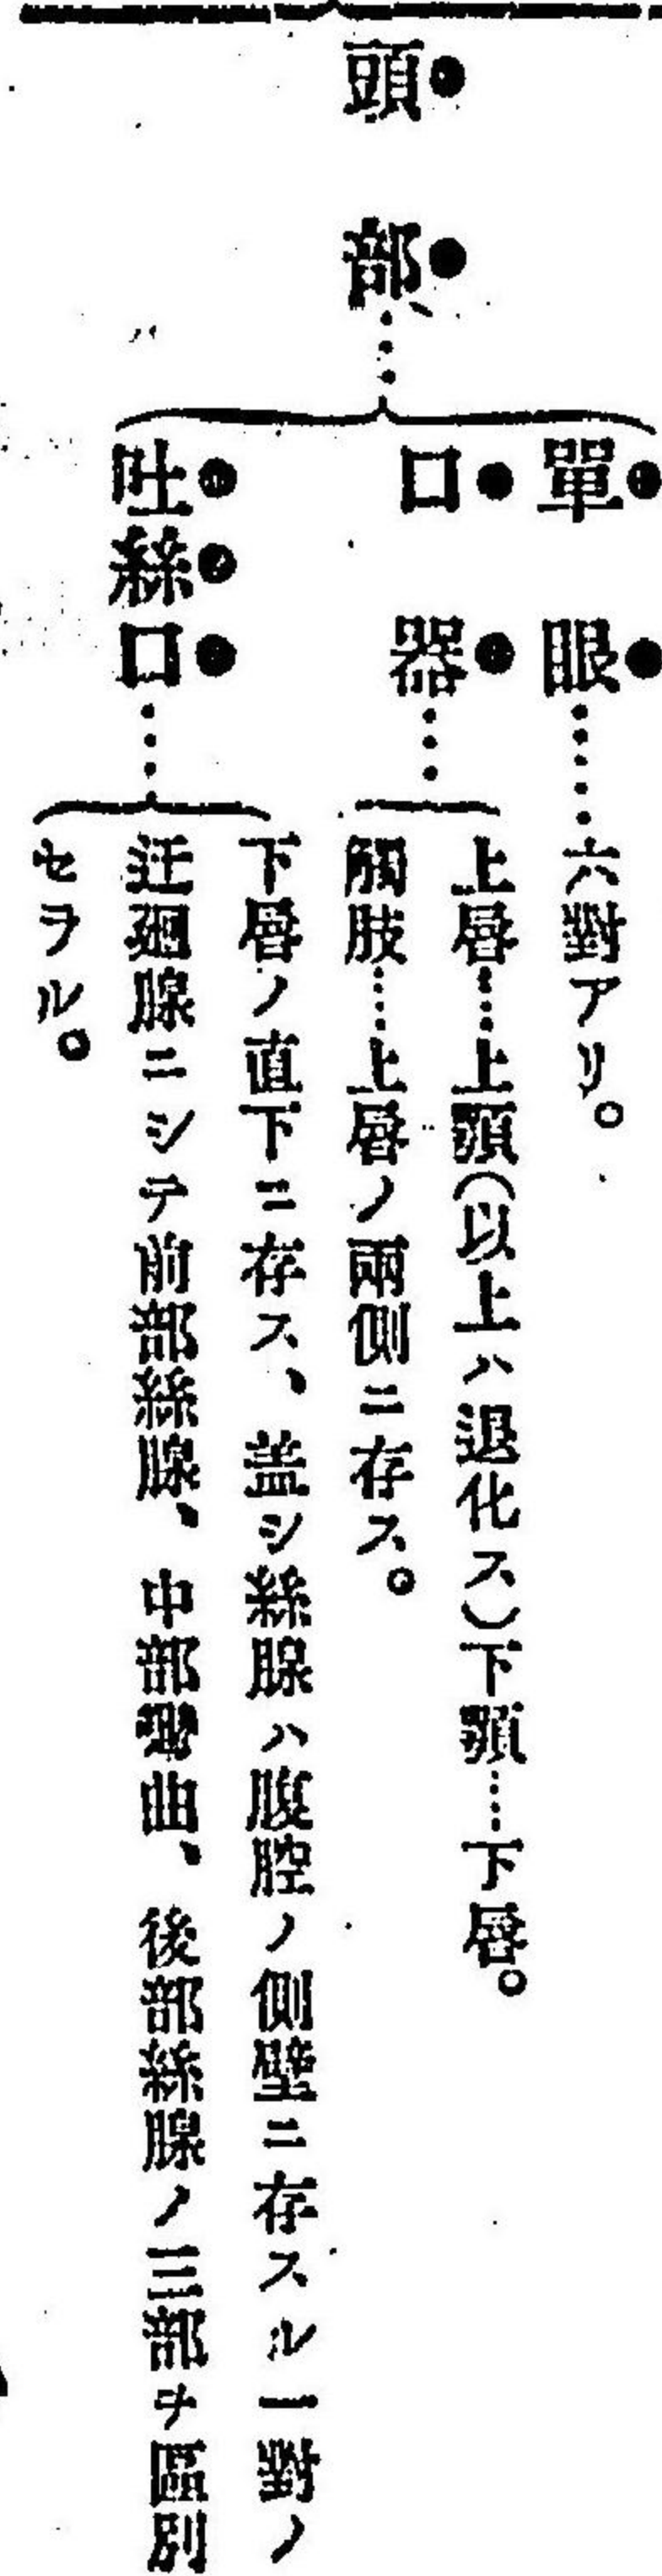 頭部、……
單眼……六對アリ。
口器……
上唇……上顎(以上ハ退化ス)下顎……下唇。
觸肢……上唇ノ兩側ニ存ス。
吐絲口……
下唇ノ直下ニ存ス、盖シ絲腺ハ腹腔ノ側壁ニ存スル一對ノ
迂廻腺ニシテ前部絲腺、中部彎曲、後部絲腺ノ三部ヲ區別
セラル。